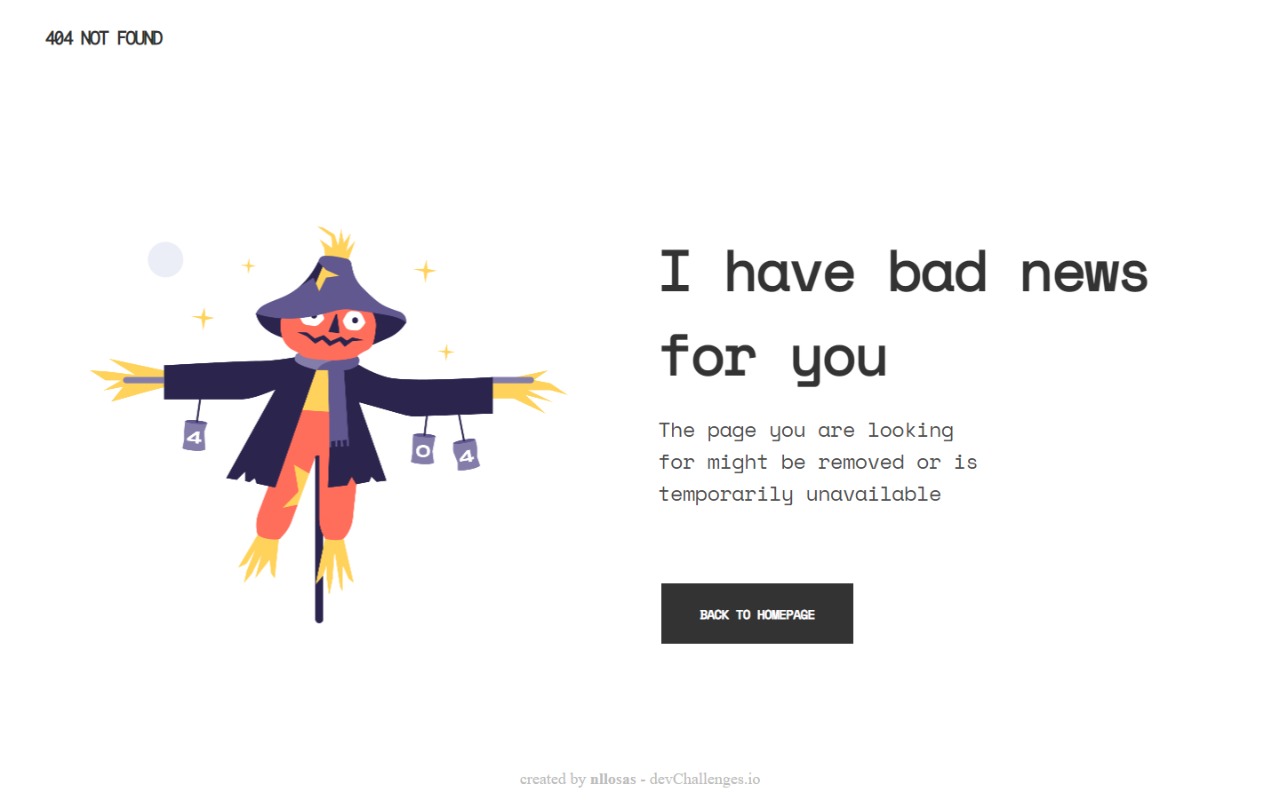 404 NOT FOUND
4
0
4
I have bad news
for you
The page you are looking
for might be removed or is
temporarily unavailable
BACK TO HOMEPAGE
created by nllosas - devChallenges.io